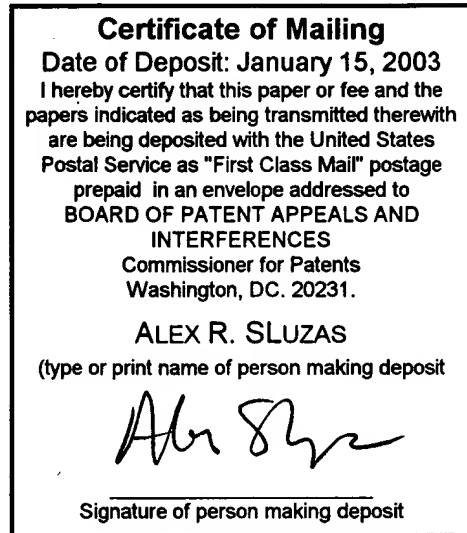 Certificate of Mailing
Date of Deposit: January 15, 2003
I hereby certify that this paper or fee and the
papers indicated as being transmitted therewith
are being deposited with the United States
Postal Service as "First Class Mail" postage
prepaid in an envelope addressed to
BOARD OF PATENT APPEALS AND
INTERFERENCES
Commissioner for Patents
Washington, DC. 20231.
ALEX R. SLuzas
(type or print name of person making deposit
Signature of person making deposit